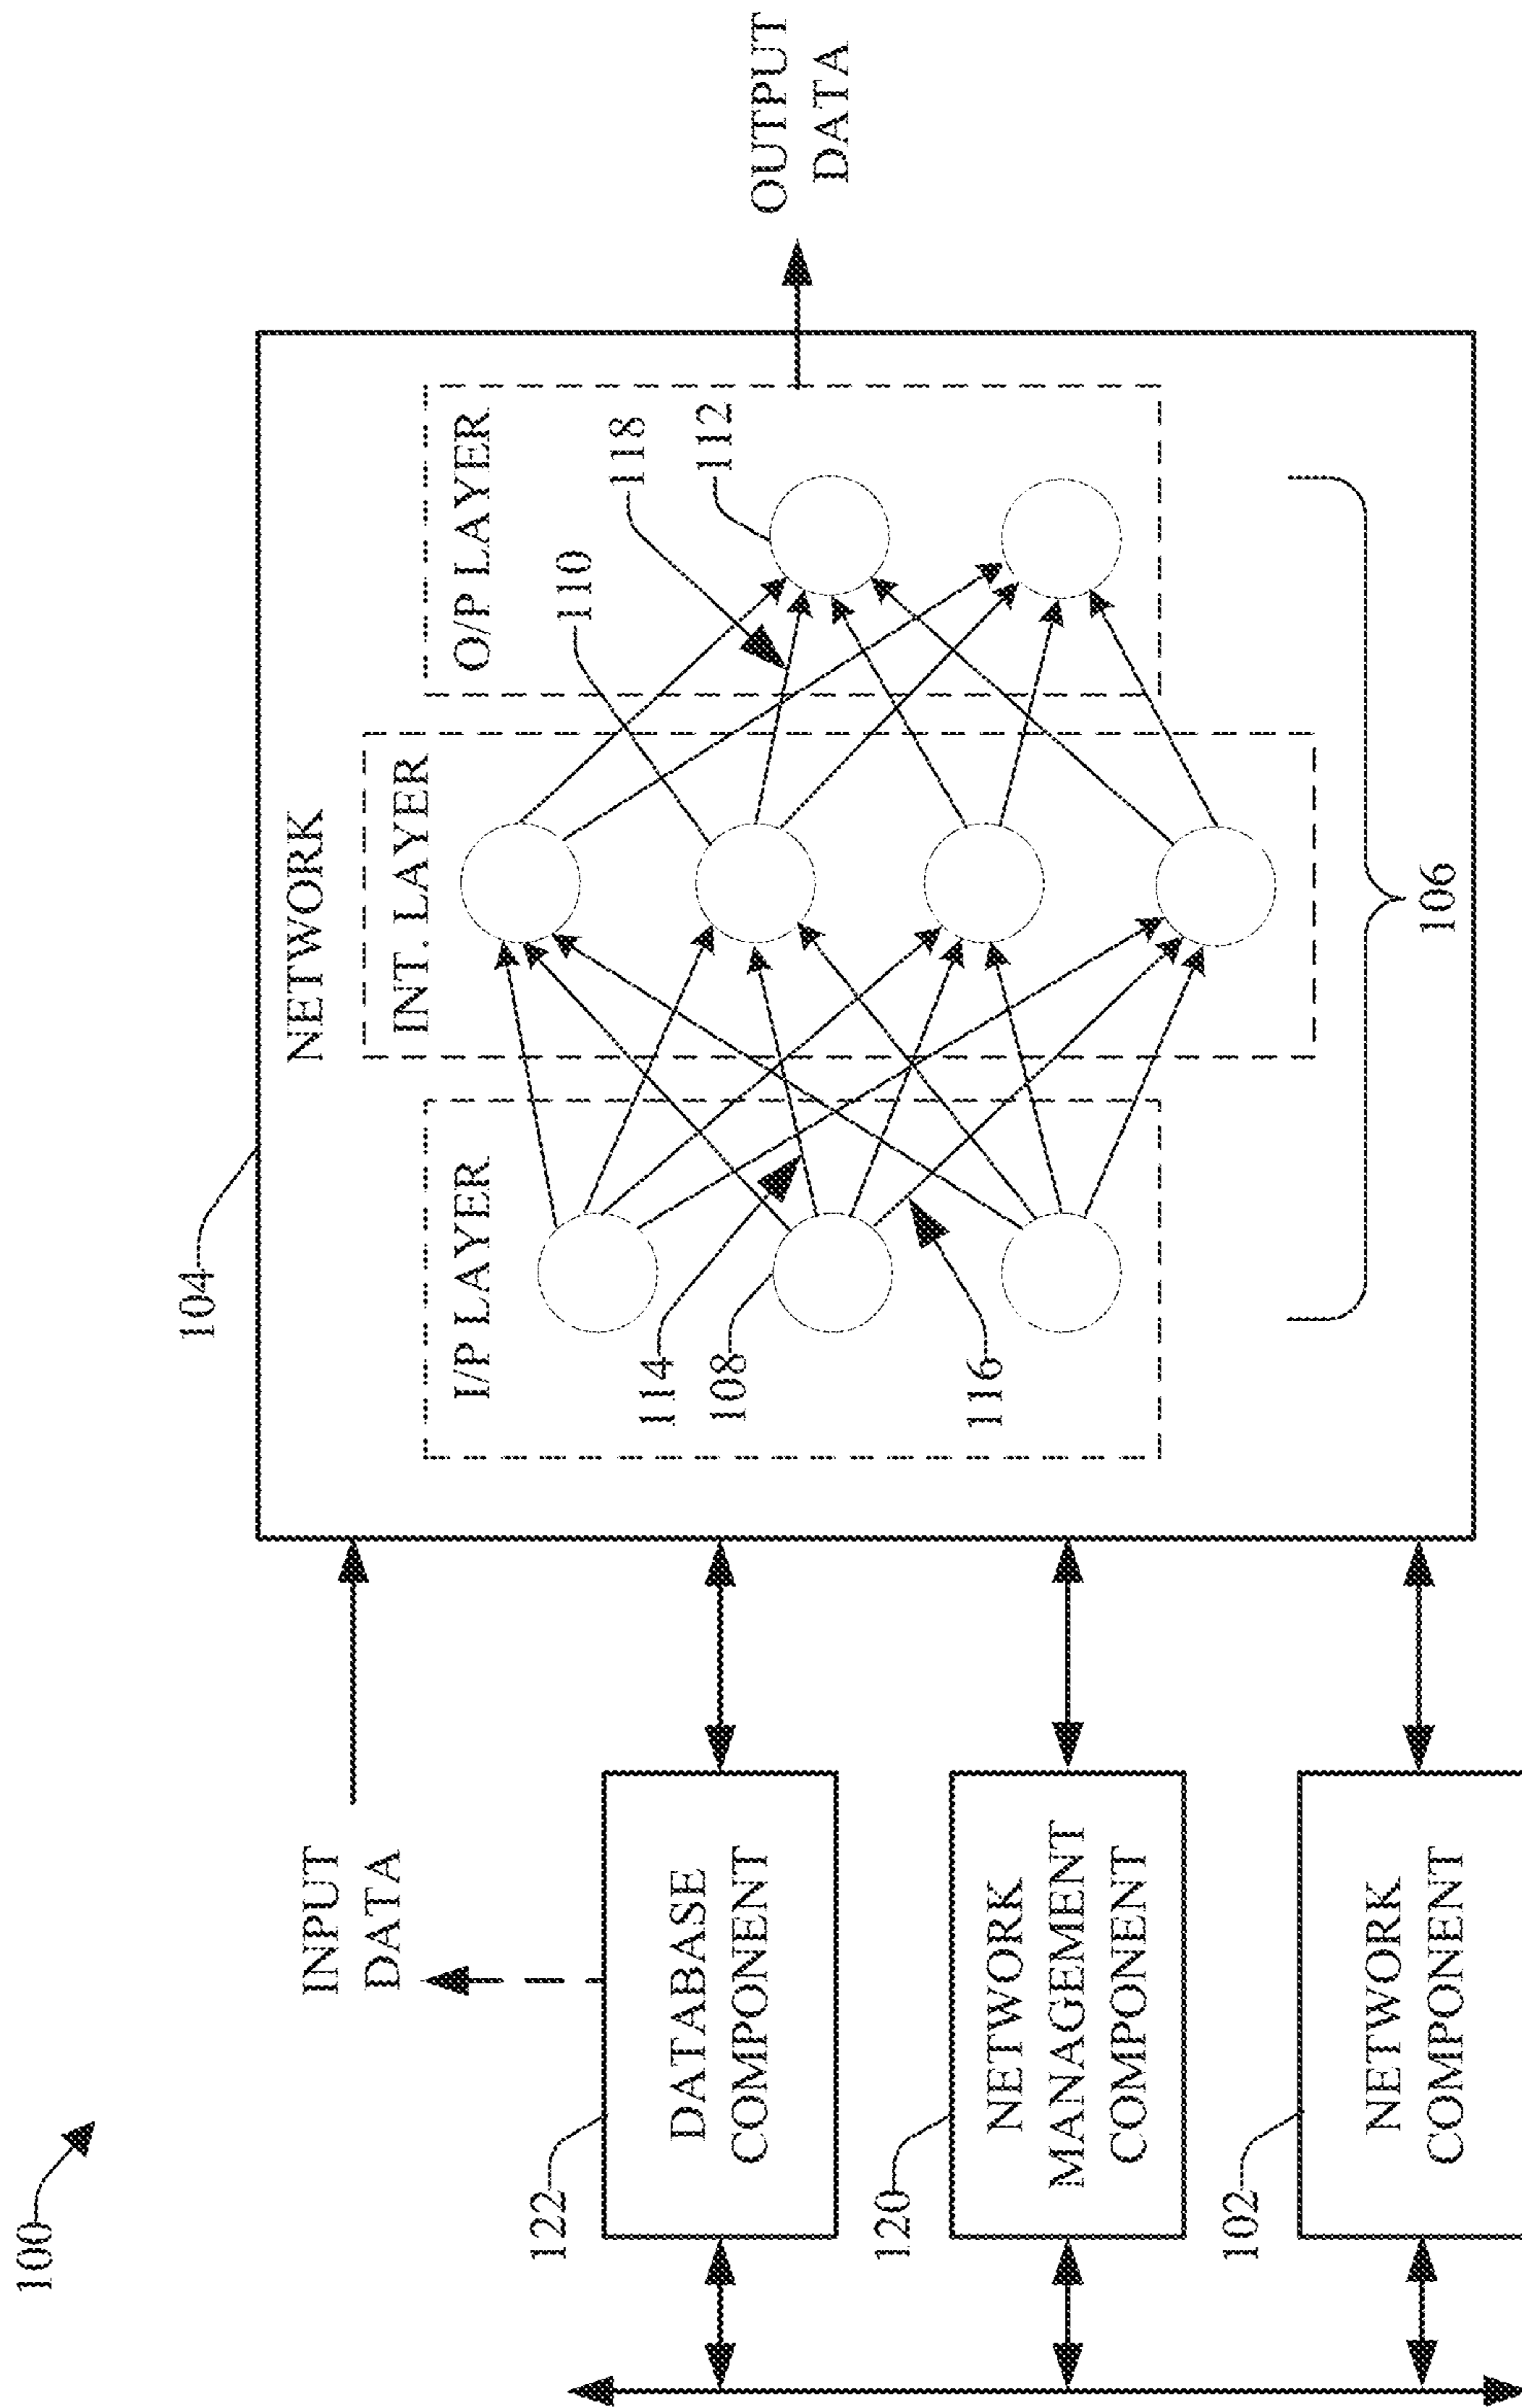 100
104
NETWORK
INPUT
DATA
I/P LAYER
INT. LAYER
O/P LAYER
110
118
112
114
108
116
106
OUTPUT
DATA
122
DATABASE
COMPONENT
120
NETWORK
MANAGEMENT
COMPONENT
102
NETWORK
COMPONENT